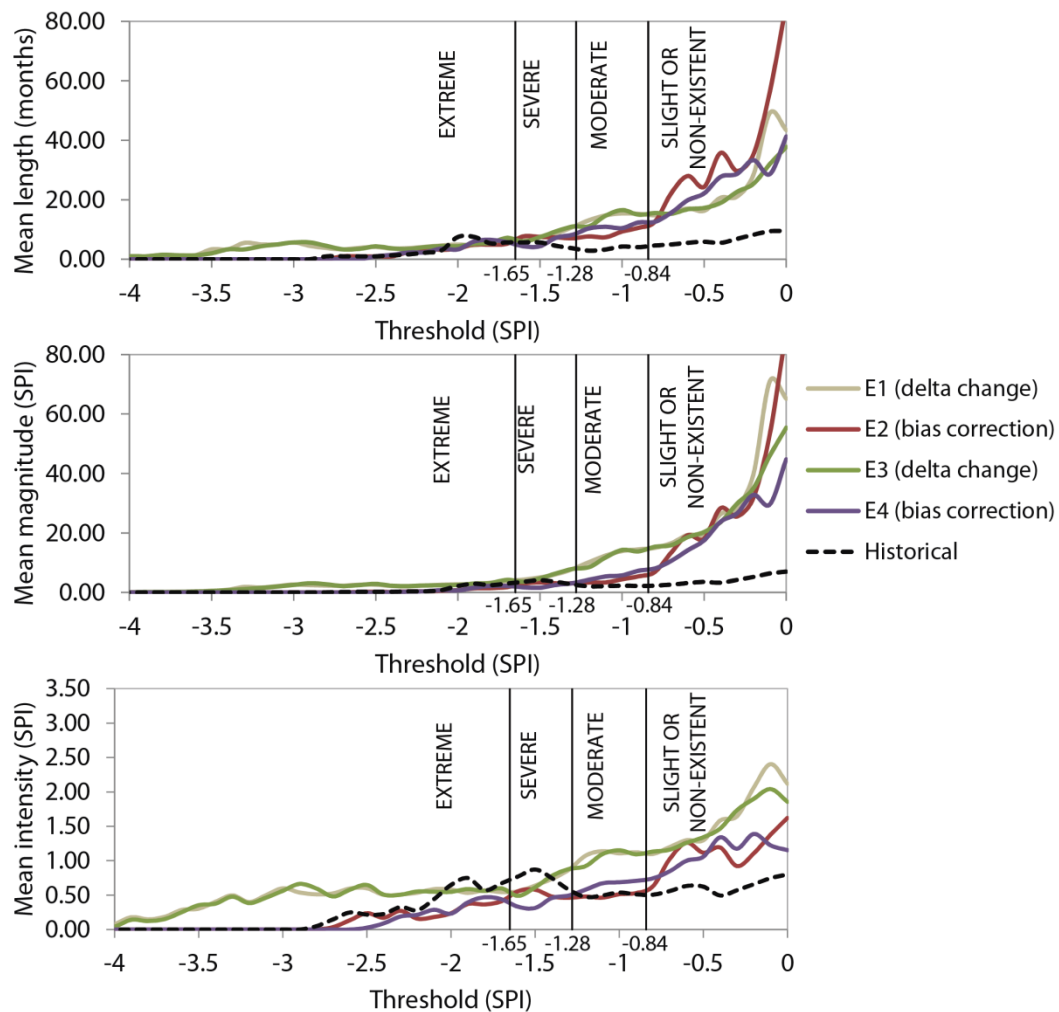 Mean length (months)
80.00
60.00
40.00
20.00
0.00
EXTREME
SEVERE
MODERATE
SLIGHT OR
NON-EXISTENT
-1.65
-1.28
-0.84
-4
-3.5
-3
-2.5
-2
-1.5
-1
-0.5
0
Threshold (SPI)
Mean magnitude (SPI)
80.00
60.00
40.00
20.00
0.00
EXTREME
SEVERE
MODERATE
SLIGHT OR
NON-EXISTENT
-1.65
-1.28
-0.84
-4
-3.5
-3
-2.5
-2
-1.5
-1
-0.5
0
Threshold (SPI)
E1 (delta change)
E2 (bias correction)
E3 (delta change)
E4 (bias correction)
Historical
Mean intensity (SPI)
3.50
3.00
2.50
2.00
1.50
1.00
0.50
0.00
EXTREME
SEVERE
MODERATE
SLIGHT OR
NON-EXISTENT
-1.65
-1.28
-0.84
-4
-3.5
-3
-2.5
-2
-1.5
-1
-0.5
0
Threshold (SPI)